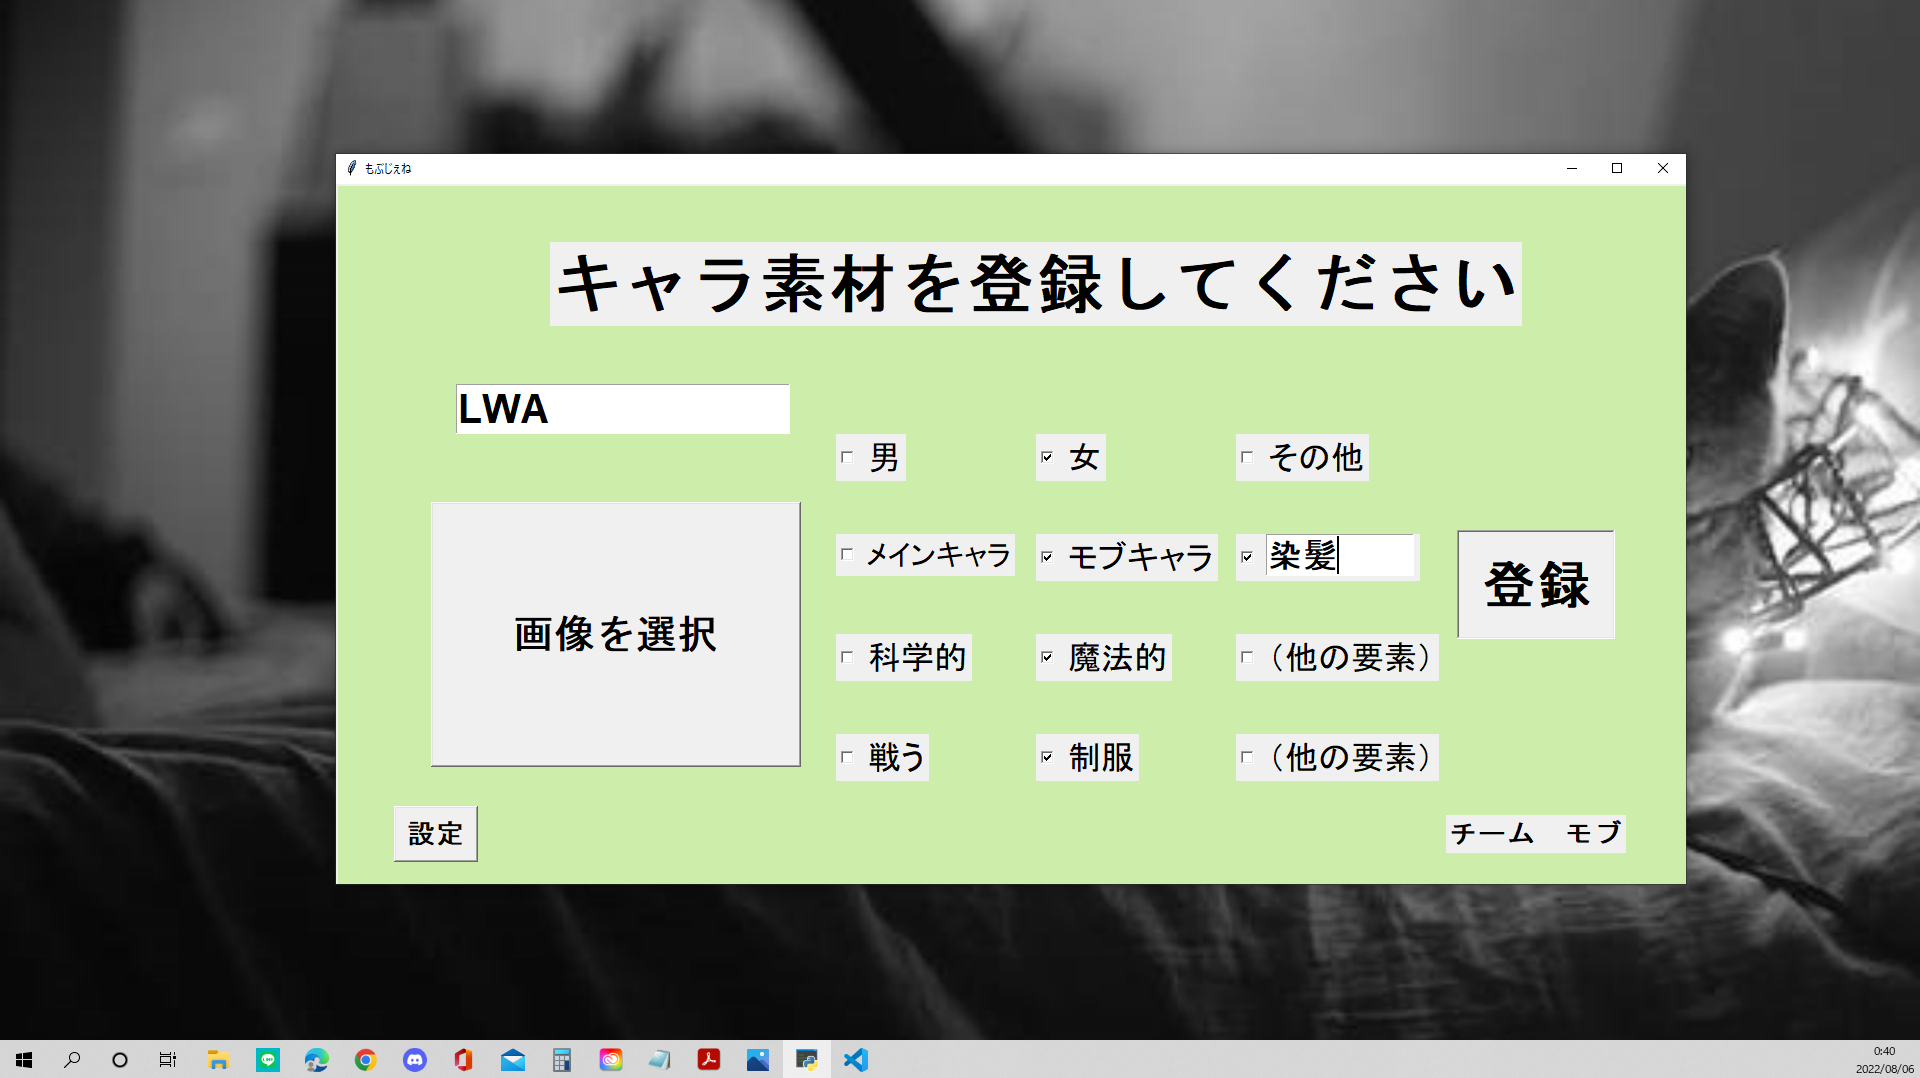 もぶじぇね
キャラ素材を登録してください
LWA
男 女 その他
メインキャラ モブキャラ 染髪
登録
画像を選択
科学的 魔法的 （他の要素）
戦う 制服 （他の要素）
設定
チーム　モブ
0:40
2022/08/06